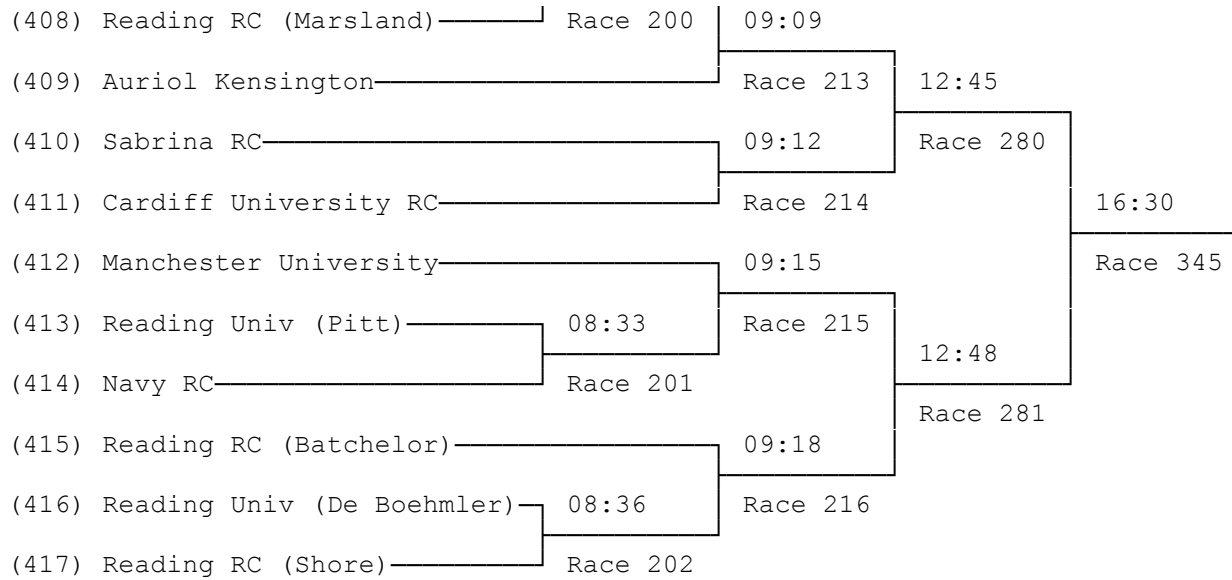 (408) Reading RC (Marsland) Race 200 09:09
(409) Auriol Kensington Race 213 12:45
(410) Sabrina RC 09:12 Race 280
(411) Cardiff University RC Race 214 16:30
(412) Manchester University 09:15 Race 345
(413) Reading Univ (Pitt) 08:33 Race 215
12:48
(414) Navy RC Race 201
Race 281
(415) Reading RC (Batchelor) 09:18
(416) Reading Univ (De Boehmler) 08:36 Race 216
(417) Reading RC (Shore) Race 202